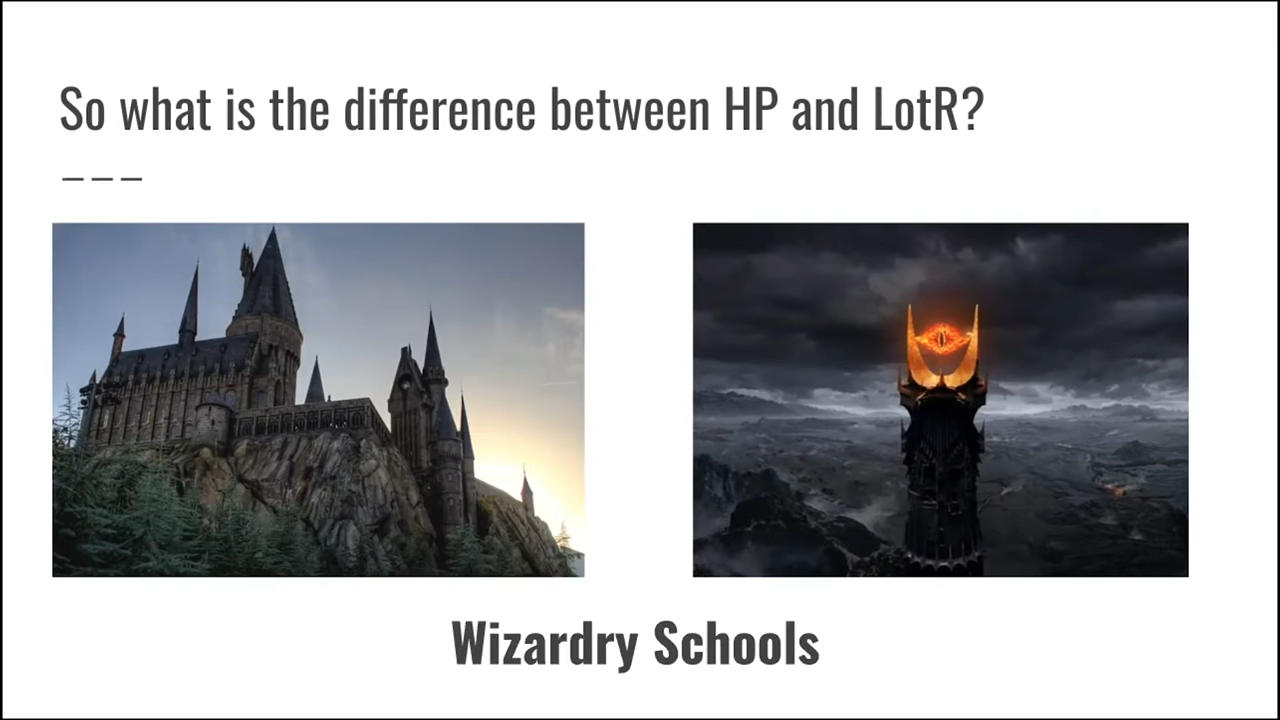 So what is the difference between HP and LotR?
Wizardry Schools